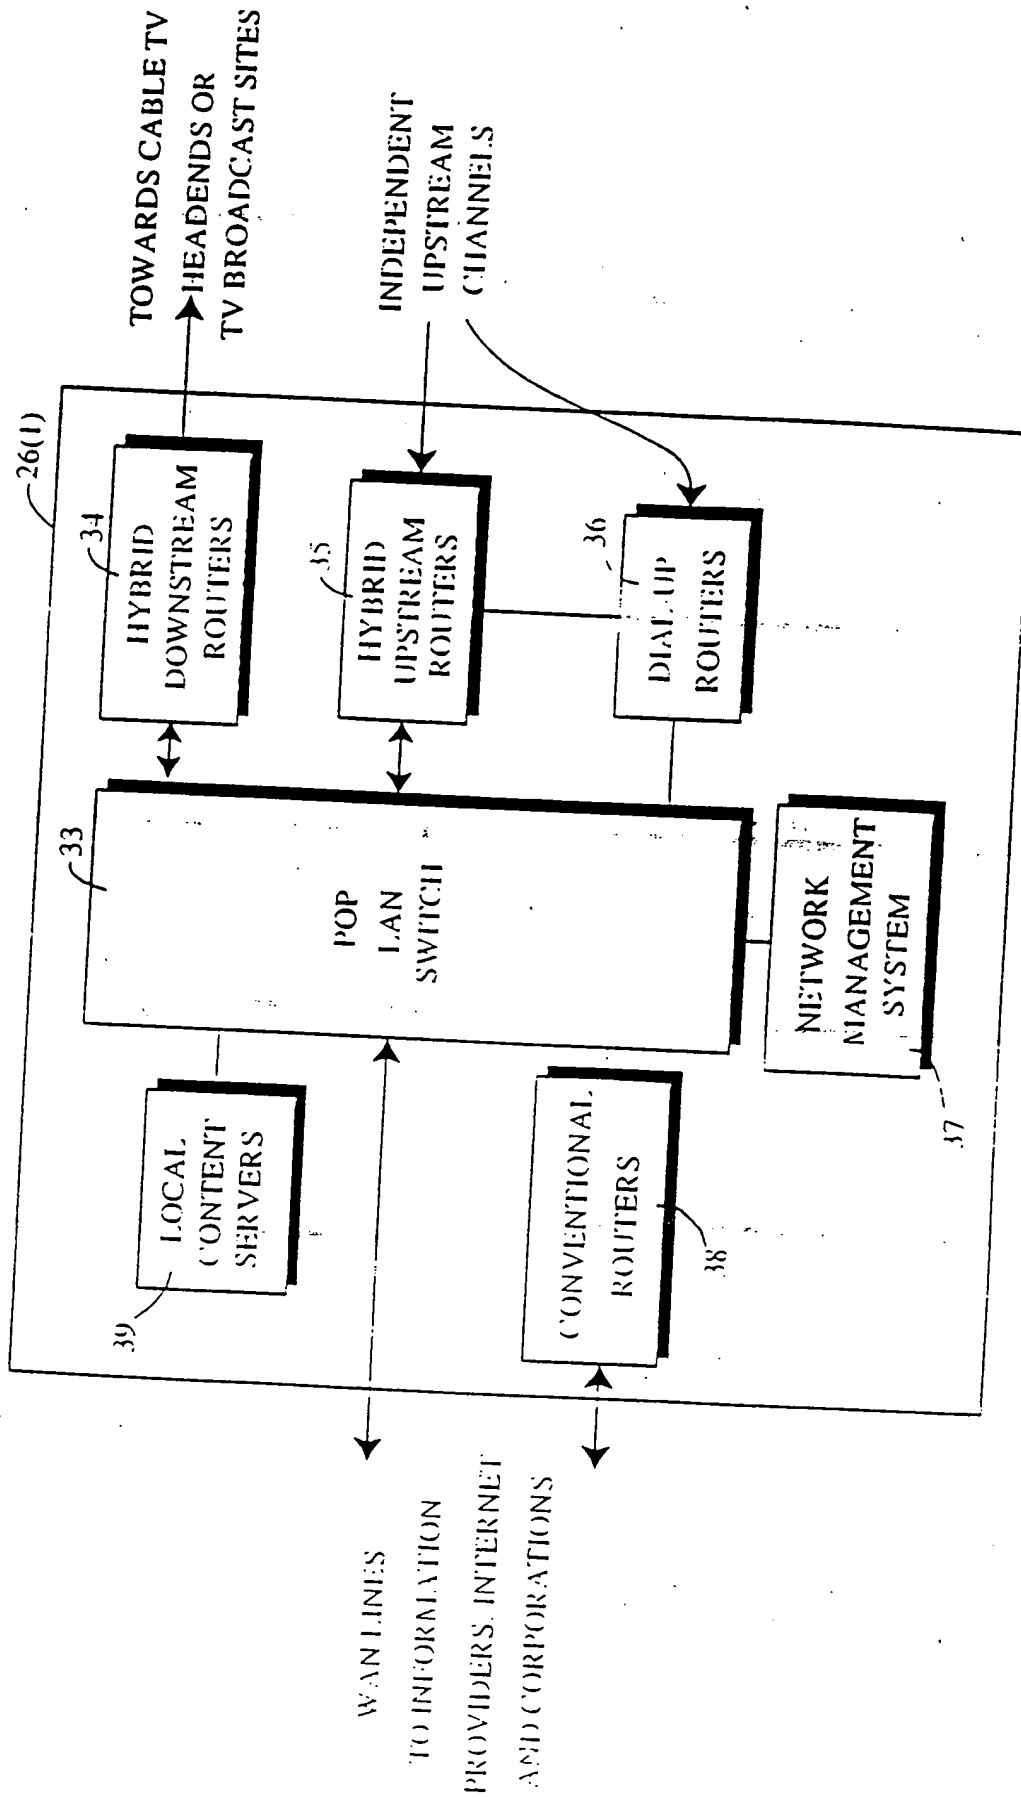 26(1)
33
POP
LAN
SWITCH
34
HYBRID
DOWNSTREAM
ROUTERS
TOWARDS CABLE TV
HEADENDS OR
TV BROADCAST SITES
35
HYBRID
UPSTREAM
ROUTERS
INDEPENDENT
UPSTREAM
CHANNELS
36
DIAL-UP
ROUTERS
39
LOCAL
CONTENT
SERVERS
WAN LINES
TO INFORMATION
PROVIDERS, INTERNET
AND CORPORATIONS
CONVENTIONAL
ROUTERS
38
NETWORK
MANAGEMENT
SYSTEM
37